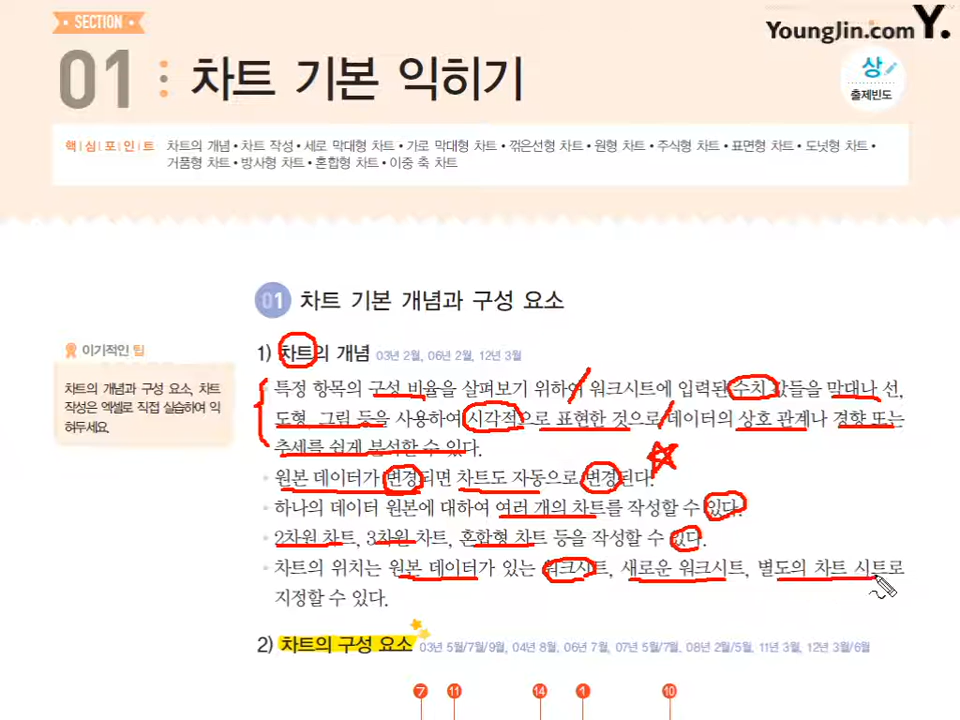 SECTION
YoungJin.com Y.
01 차트 기본 익히기
상
출제빈도
핵심포인트 차트의 개념 • 차트 작성 • 세로 막대형 차트 • 가로 막대형 차트 • 꺾은선형 차트 • 원형 차트 • 주식형 차트 • 표면형 차트 • 도넛형 차트 •
거품형 차트 • 방사형 차트 • 혼합형 차트 • 이중 축 차트
01 차트 기본 개념과 구성 요소
이기적인 팁
차트의 개념과 구성 요소, 차트
작성은 엑셀로 직접 실습하여 익
혀두세요.
1) 차트의 개념 03년 2월, 06년 2월, 12년 3월
• 특정 항목의 구성 비율을 살펴보기 위하여 워크시트에 입력된 수치 값들을 막대나 선,
도형, 그림 등을 사용하여 시각적으로 표현한 것으로 데이터의 상호 관계나 경향 또는
추세를 쉽게 분석할 수 있다.
• 원본 데이터가 변경되면 차트도 자동으로 변경된다.
• 하나의 데이터 원본에 대하여 여러 개의 차트를 작성할 수 있다.
• 2차원 차트, 3차원 차트, 혼합형 차트 등을 작성할 수 있다.
• 차트의 위치는 원본 데이터가 있는 워크시트, 새로운 워크시트, 별도의 차트 시트로
지정할 수 있다.
2) 차트의 구성 요소 03년 5월/7월/9월, 04년 8월, 06년 7월, 07년 5월/7월, 08년 2월/5월, 11년 3월, 12년 3월/6월
7 11 14 1 10